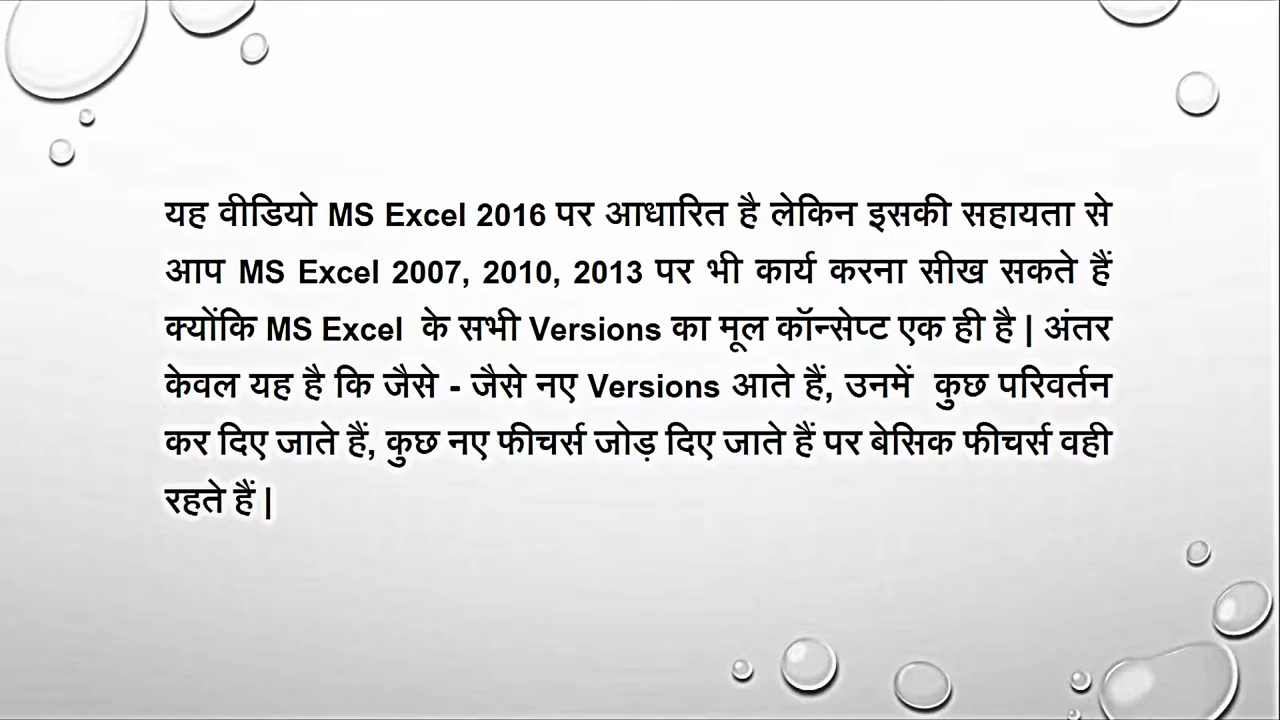 यह वीडियो MS Excel 2016 पर आधारित है लेकिन इसकी सहायता से
आप MS Excel 2007, 2010, 2013 पर भी कार्य करना सीख सकते हैं
क्योंकि MS Excel के सभी Versions का मूल कॉन्सेप्ट एक ही है | अंतर
केवल यह है कि जैसे - जैसे नए Versions आते हैं, उनमें कुछ परिवर्तन
कर दिए जाते हैं, कुछ नए फीचर्स जोड़ दिए जाते हैं पर बेसिक फीचर्स वही
रहते हैं |